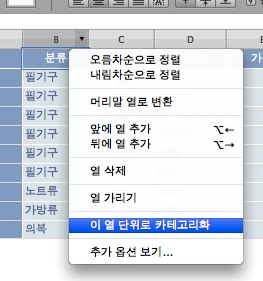 B C D
분류 가
필기구 오름차순으로 정렬
필기구 내림차순으로 정렬
필기구 머리말 열로 변환
필기구 앞에 열 추가 ⌥←
필기구 뒤에 열 추가 ⌥→
필기구 열 삭제
노트류 열 가리기
가방류 이 열 단위로 카테고리화
의복 추가 옵션 보기...